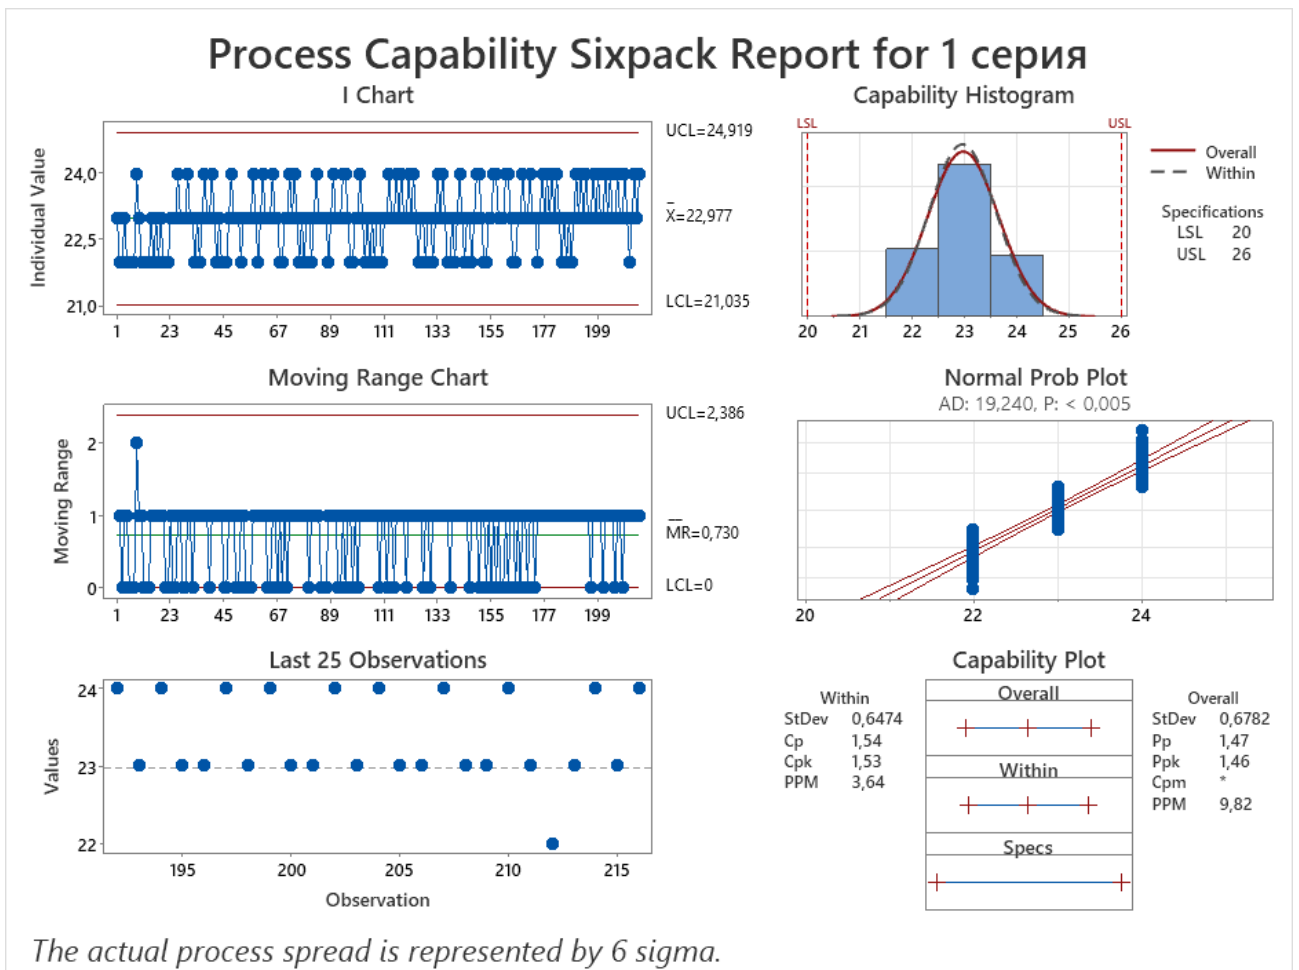 Process Capability Sixpack Report for 1 серия
I Chart
Individual Value
24,0
22,5
21,0
1 23 45 67 89 111 133 155 177 199
UCL=24,919
_
X=22,977
LCL=21,035
Capability Histogram
LSL USL
20 21 22 23 24 25 26
Overall
Within
Specifications
LSL 20
USL 26
Moving Range Chart
Moving Range
2
1
0
1 23 45 67 89 111 133 155 177 199
UCL=2,386
__
MR=0,730
LCL=0
Normal Prob Plot
AD: 19,240, P: < 0,005
20 22 24
Last 25 Observations
Values
24
23
22
195 200 205 210 215
Observation
Capability Plot
Within
StDev 0,6474
Cp 1,54
Cpk 1,53
PPM 3,64
Overall
Within
Specs
Overall
StDev 0,6782
Pp 1,47
Ppk 1,46
Cpm *
PPM 9,82
The actual process spread is represented by 6 sigma.